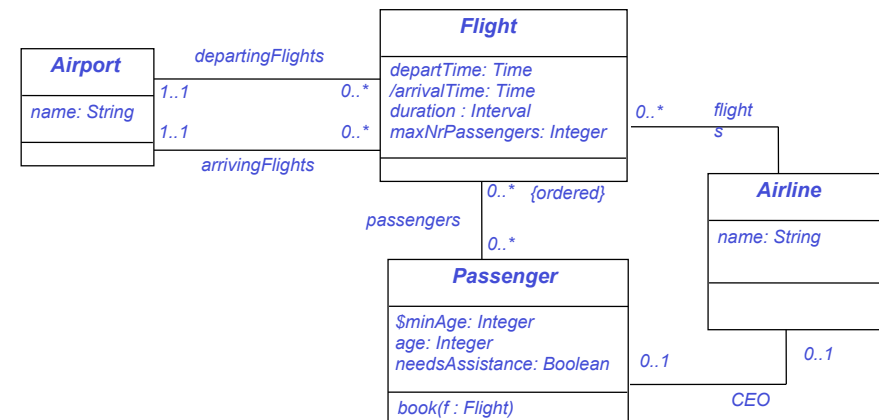 Flight
departTime: Time
/arrivalTime: Time
duration : Interval
maxNrPassengers: Integer
Airport
name: String
departingFlights
1..1
0..*
1..1
0..*
arrivingFlights
0..*
flight
s
Airline
name: String
0..*
{ordered}
passengers
0..*
Passenger
$minAge: Integer
age: Integer
needsAssistance: Boolean
book(f : Flight)
0..1
0..1
CEO